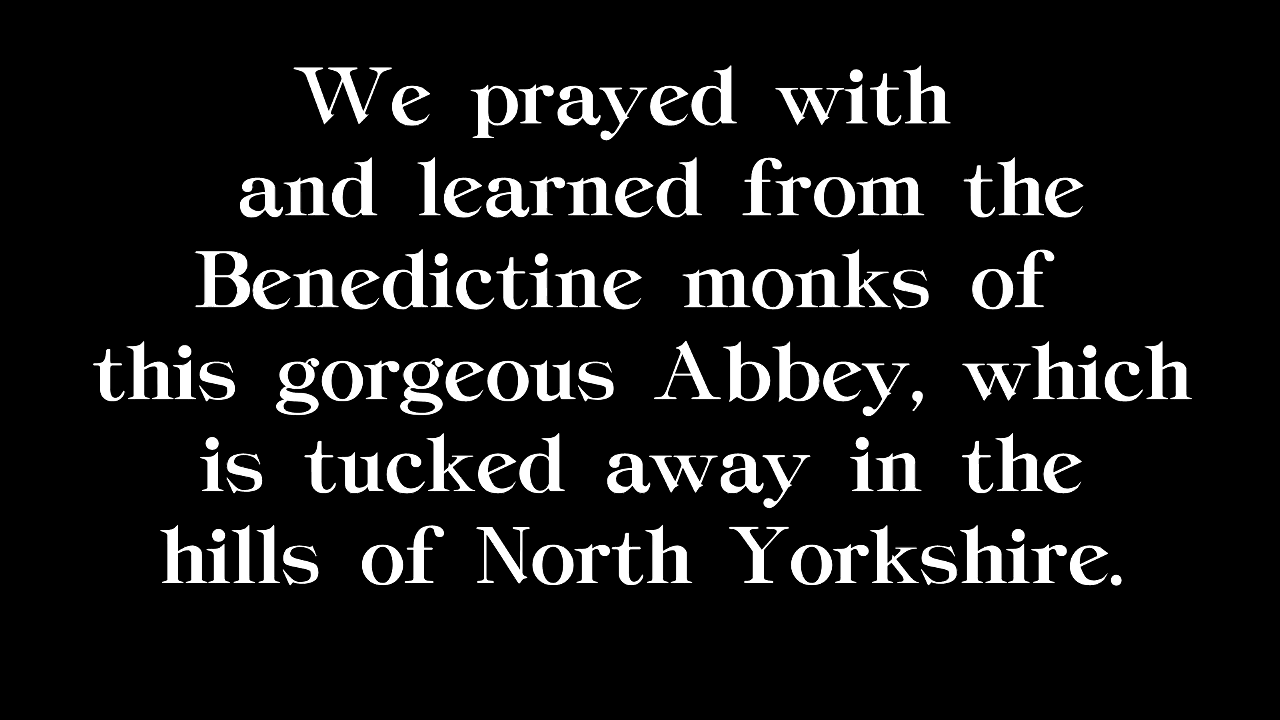 We prayed with
and learned from the
Benedictine monks of
this gorgeous Abbey, which
is tucked away in the
hills of North Yorkshire.